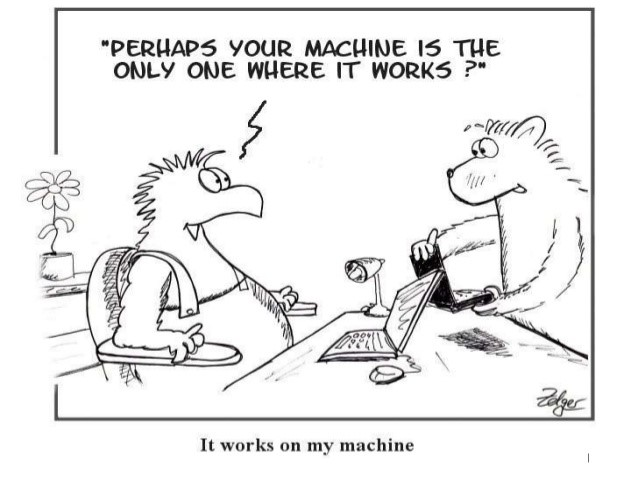 "PERHAPS YOUR MACHINE IS THE
ONLY ONE WHERE IT WORKS ?"
Zelger
It works on my machine